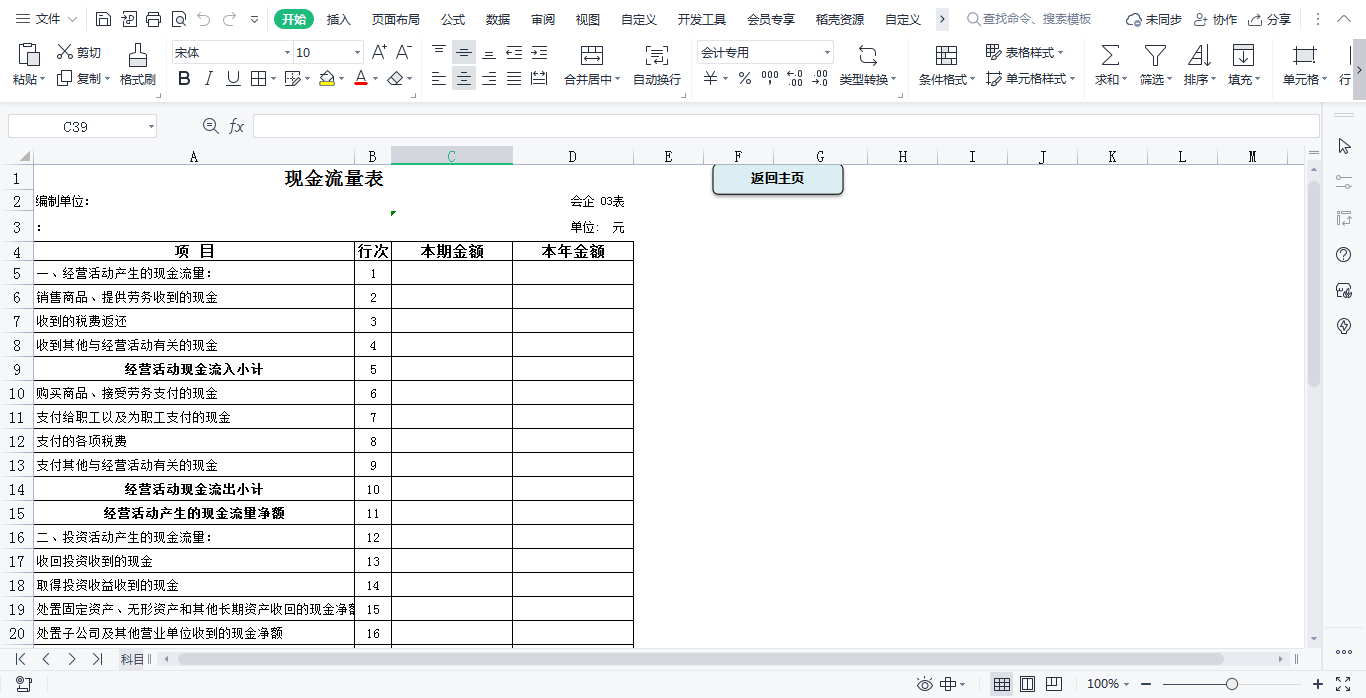 文件 开始 插入 页面布局 公式 数据 审阅 视图 自定义 开发工具 会员专享 稻壳资源 自定义 查找命令、搜索模板 未同步 协作 分享
粘贴 剪切 复制 格式刷 宋体 10 合并居中 自动换行 会计专用 类型转换 条件格式 表格样式 单元格样式 求和 筛选 排序 填充 单元格 行
C39 fx
A B C D E F G H I J K L M
1 现金流量表 返回主页
2 编制单位: 会企 03表
3 : 单位: 元
4 项 目 行次 本期金额 本年金额
5 一、经营活动产生的现金流量: 1
6 销售商品、提供劳务收到的现金 2
7 收到的税费返还 3
8 收到其他与经营活动有关的现金 4
9 经营活动现金流入小计 5
10 购买商品、接受劳务支付的现金 6
11 支付给职工以及为职工支付的现金 7
12 支付的各项税费 8
13 支付其他与经营活动有关的现金 9
14 经营活动现金流出小计 10
15 经营活动产生的现金流量净额 11
16 二、投资活动产生的现金流量: 12
17 收回投资收到的现金 13
18 取得投资收益收到的现金 14
19 处置固定资产、无形资产和其他长期资产收回的现金净额 15
20 处置子公司及其他营业单位收到的现金净额 16
科目
100%